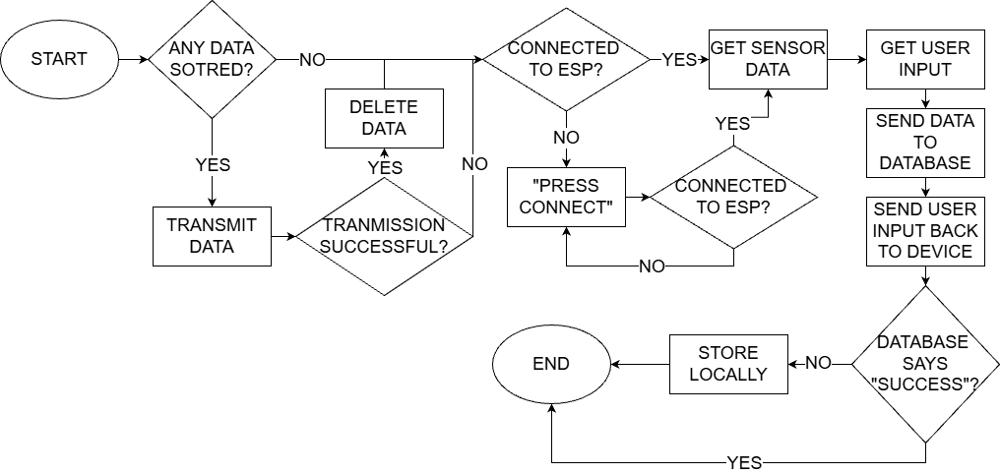 START
ANY DATA
SOTRED?
NO
YES
TRANSMIT
DATA
TRANMISSION
SUCCESSFUL?
YES
DELETE
DATA
NO
CONNECTED
TO ESP?
YES
NO
"PRESS
CONNECT"
CONNECTED
TO ESP?
YES
NO
GET SENSOR
DATA
GET USER
INPUT
SEND DATA
TO
DATABASE
SEND USER
INPUT BACK
TO DEVICE
DATABASE
SAYS
"SUCCESS"?
NO
STORE
LOCALLY
YES
END